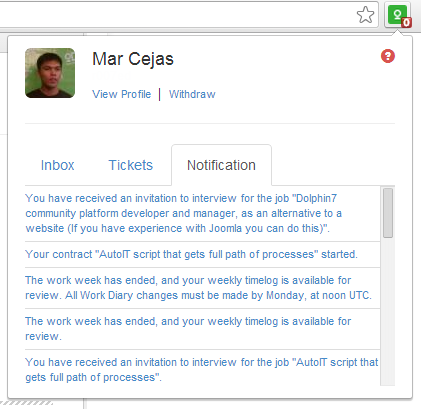 0
Mar Cejas
?
View Profile | Withdraw
Inbox Tickets Notification
You have received an invitation to interview for the job "Dolphin7
community platform developer and manager, as an alternative to a
website (If you have experience with Joomla you can do this)".
Your contract "AutoIT script that gets full path of processes" started.
The work week has ended, and your weekly timelog is available for
review. All Work Diary changes must be made by Monday, at noon UTC.
The work week has ended, and your weekly timelog is available for
review.
You have received an invitation to interview for the job "AutoIT script that
gets full path of processes".